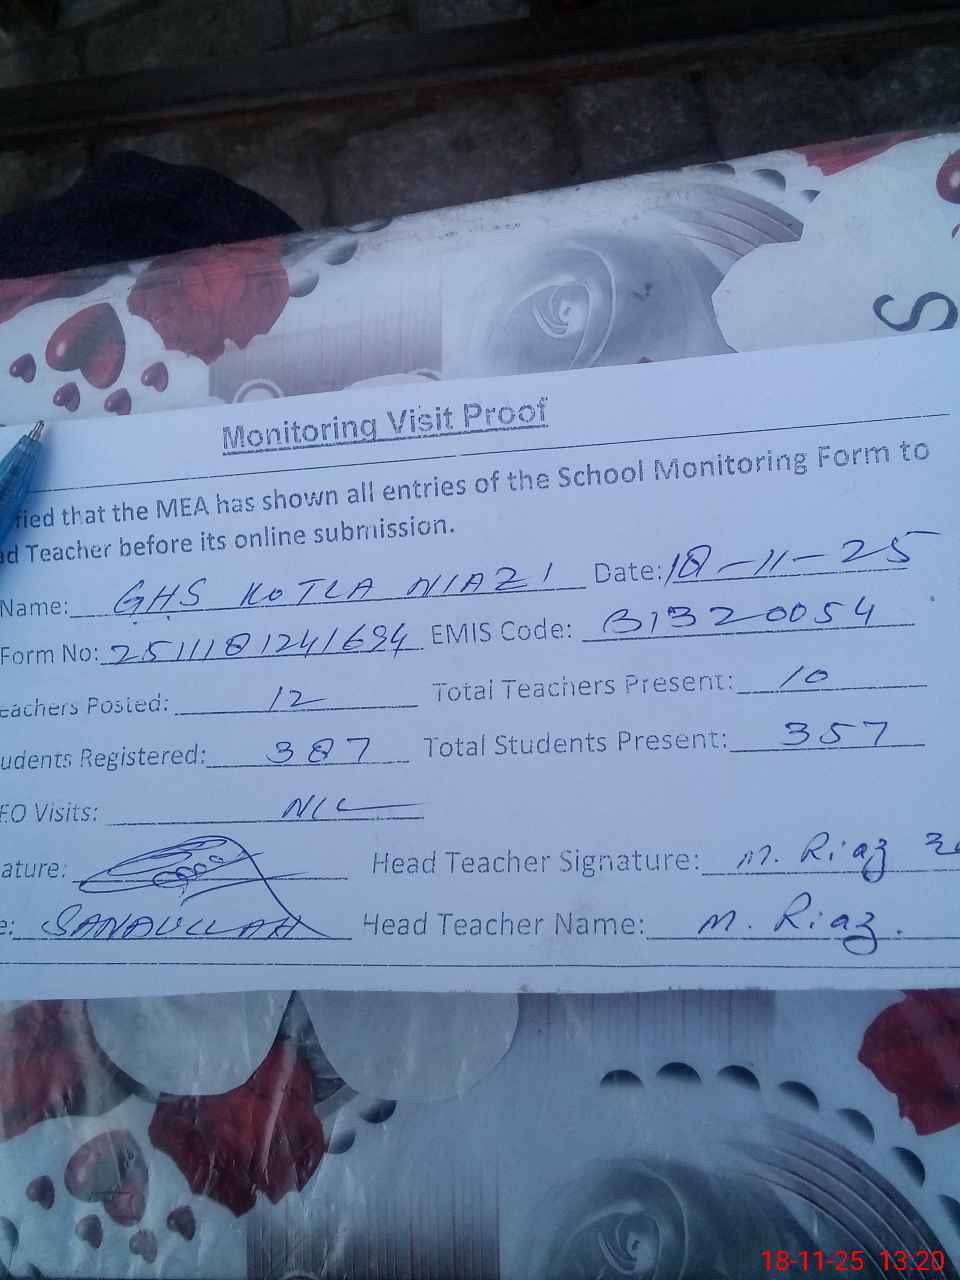 S
Monitoring Visit Proof
fied that the MEA has shown all entries of the School Monitoring Form to
d Teacher before its online submission.
Name: GHS KOTLA NIAZI Date: 18-11-25
Form No: 2511181241694 EMIS Code: 31320054
eachers Posted: 12 Total Teachers Present: 10
udents Registered: 387 Total Students Present: 357
EO Visits: NIL
ature: Head Teacher Signature: M. Riaz
e: SANAULLAH Head Teacher Name: M. Riaz.
18-11-25 13:20